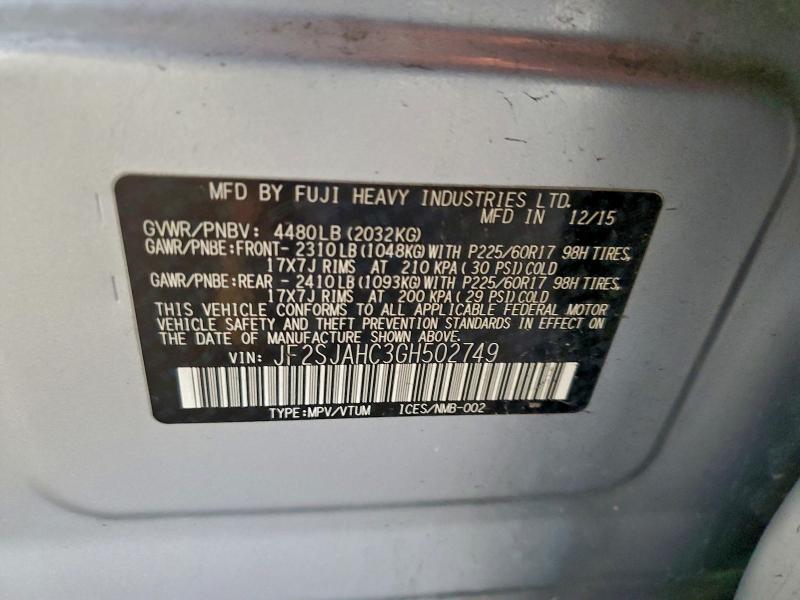 MFD BY FUJI HEAVY INDUSTRIES LTD.
MFD IN 12/15
GVWR/PNBV: 4480LB(2032KG)
GAWR/PNBE:FRONT-2310LB(1048KG)WITH P225/60R17 98H TIRES,
17X7J RIMS AT 210 KPA(30 PSI)COLD
GAWR/PNBE:REAR -2410LB(1093KG)WITH P225/60R17 98H TIRES,
17X7J RIMS AT 200 KPA(29 PSI)COLD
THIS VEHICLE CONFORMS TO ALL APPLICABLE FEDERAL MOTOR
VEHICLE SAFETY AND THEFT PREVENTION STANDARDS IN EFFECT ON
THE DATE OF MANUFACTURE SHOWN ABOVE.
VIN: JF2SJAHC3GH502749
TYPE:MPV/VTUM ICES/NMB-002